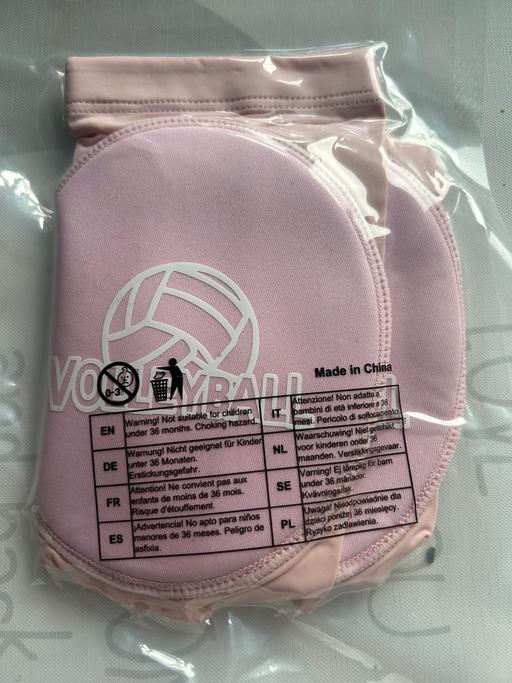 VOLLEYBALL
0-3
Made in China
EN
Warning! Not suitable for children
under 36 months. Choking hazard.
DE
Warnung! Nicht geeignet für Kinder
unter 36 Monaten.
Erstickungsgefahr.
FR
Attention! Ne convient pas aux
enfants de moins de 36 mois.
Risque d'étouffement.
ES
¡Advertencia! No apto para niños
menores de 36 meses. Peligro de
asfixia.
IT
Attenzione! Non adatto a
bambini di età inferiore a 36
mesi. Pericolo di soffocamento.
NL
Waarschuwing! Niet geschikt
voor kinderen onder 36
maanden. Verstikkingsgevaar.
SE
Varning! Ej lämplig för barn
under 36 månader.
Kvävningsrisk.
PL
Uwaga! Nieodpowiednie dla
dzieci poniżej 36 miesięcy.
Ryzyko zadławienia.